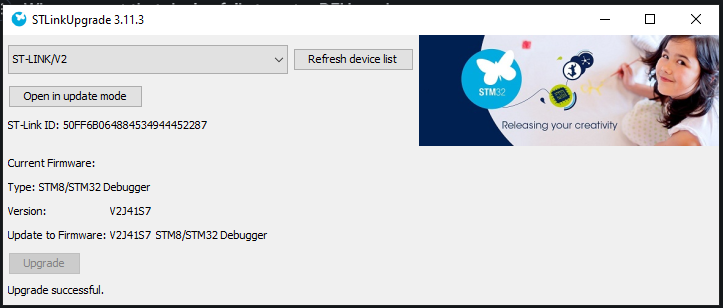 STLinkUpgrade 3.11.3
ST-LINK/V2
Refresh device list
Open in update mode
ST-Link ID: 50FF6B064884534944452287
Current Firmware:
Type: STM8/STM32 Debugger
Version: V2J41S7
Update to Firmware: V2J41S7 STM8/STM32 Debugger
Upgrade
Upgrade successful.
STM32
Releasing your creativity